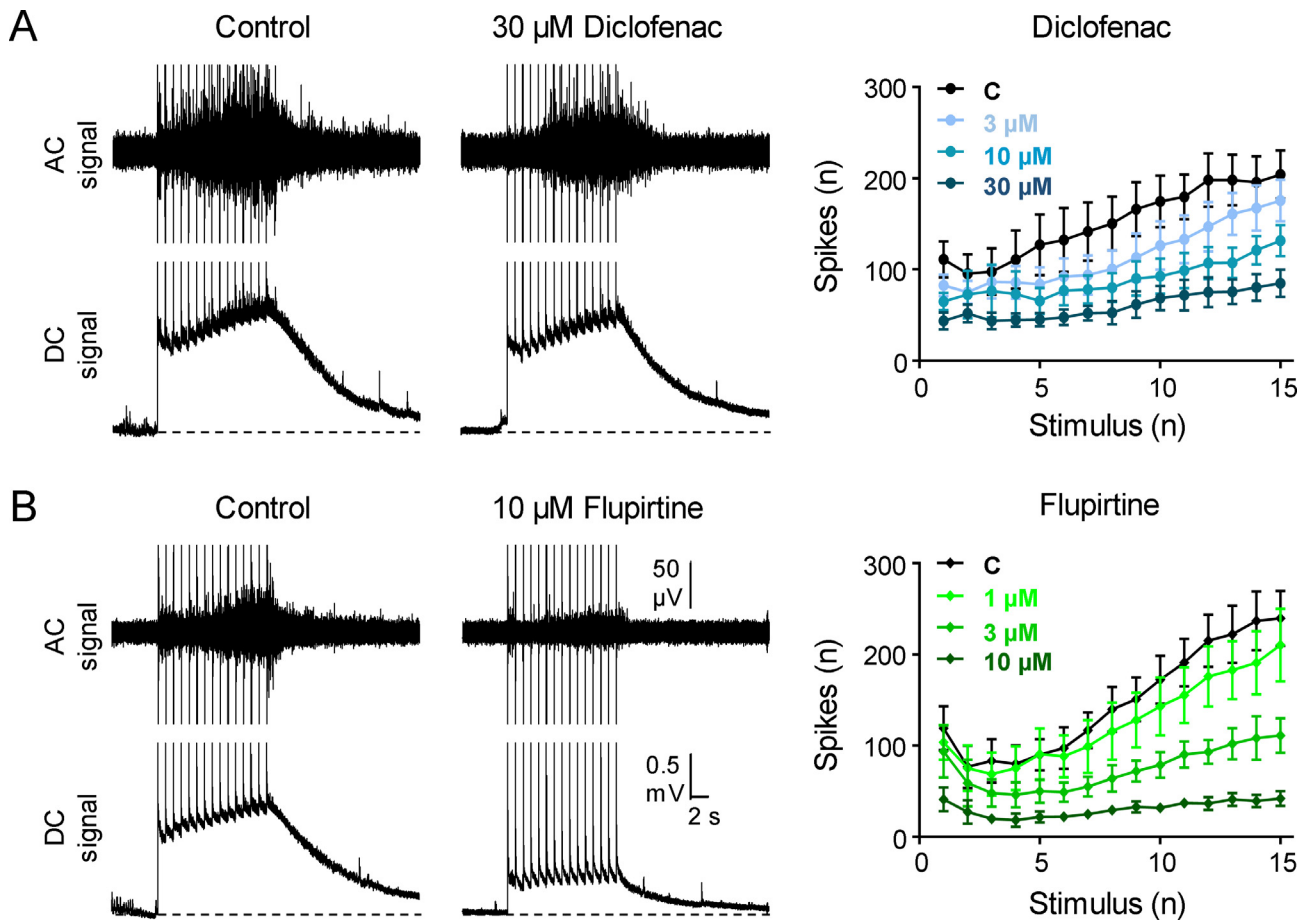 A
Control
30 µM Diclofenac
AC
signal
DC
signal
Diclofenac
Spikes (n)
300
200
100
0
C
3 µM
10 µM
30 µM
0
5
10
15
Stimulus (n)
B
Control
10 µM Flupirtine
AC
signal
50
µV
DC
signal
0.5
mV
2 s
Flupirtine
Spikes (n)
300
200
100
0
C
1 µM
3 µM
10 µM
0
5
10
15
Stimulus (n)